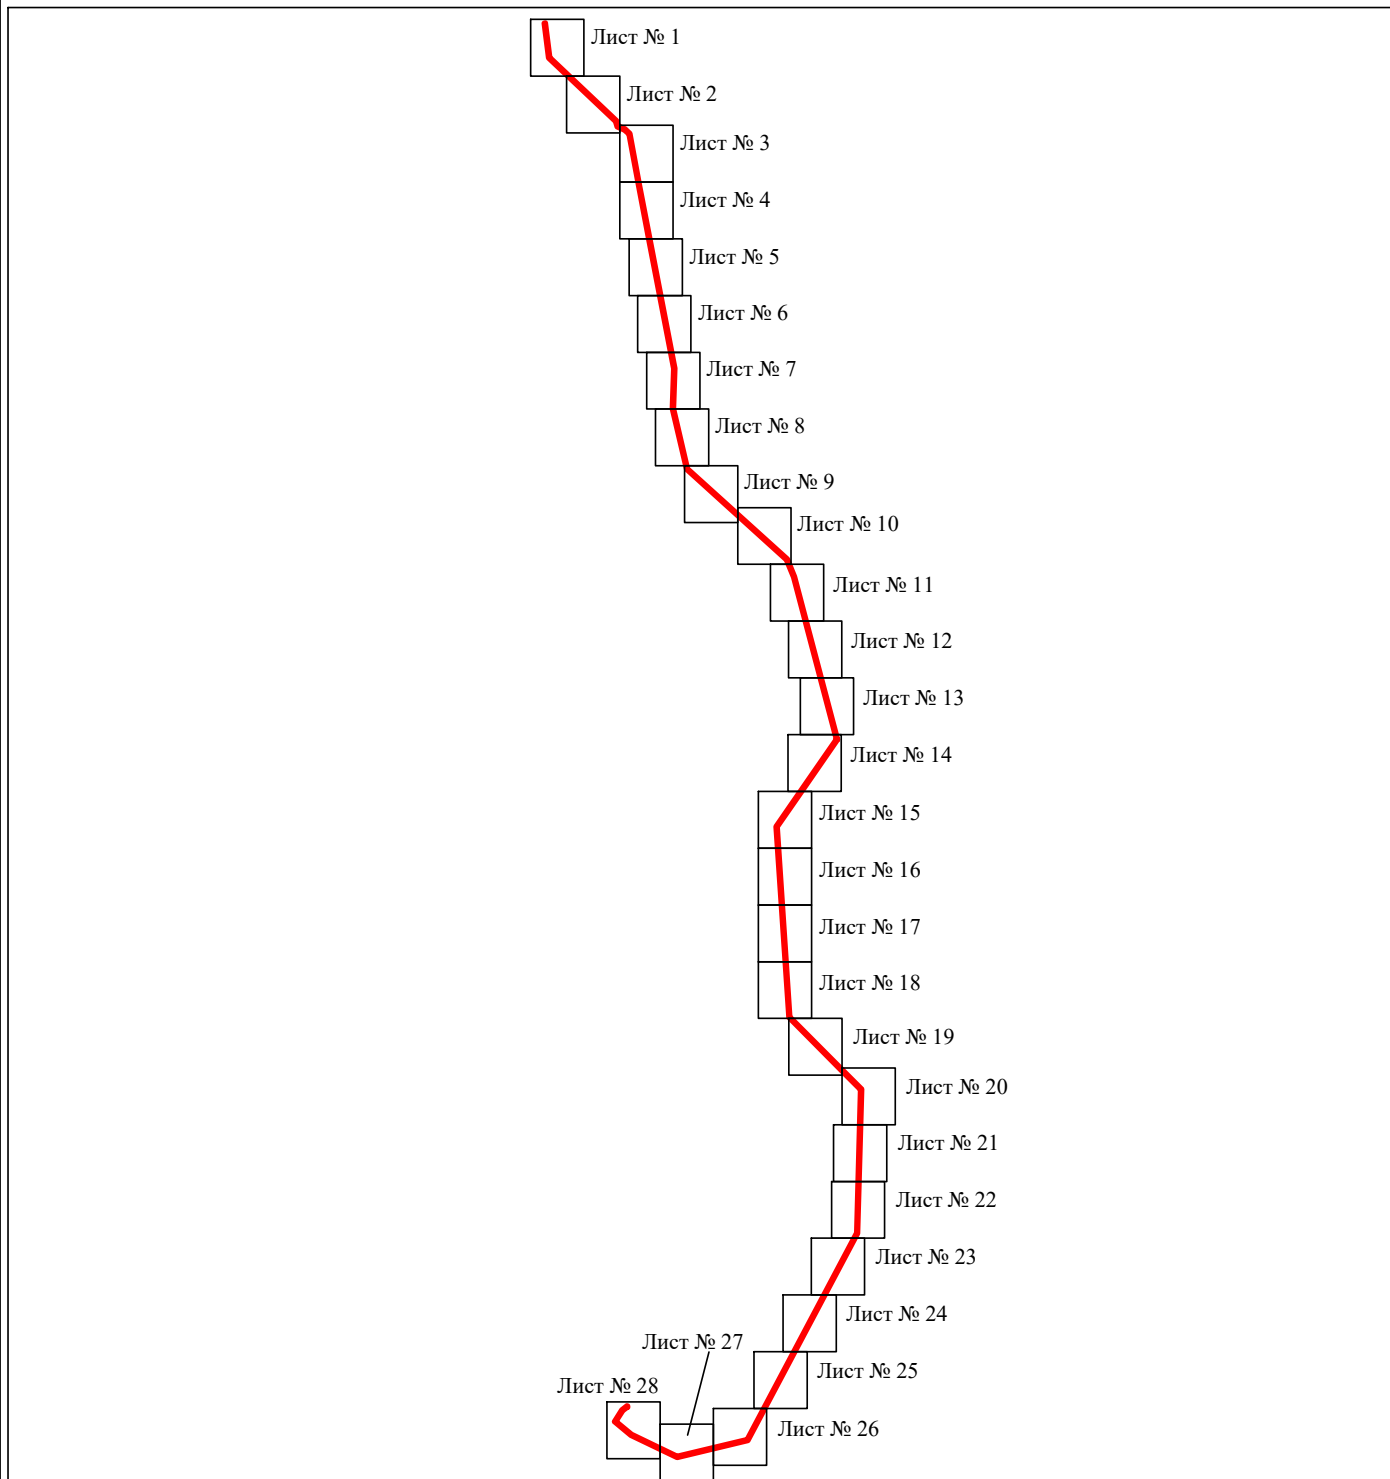 Лист № 1
Лист № 2
Лист № 3
Лист № 4
Лист № 5
Лист № 6
Лист № 7
Лист № 8
Лист № 9
Лист № 10
Лист № 11
Лист № 12
Лист № 13
Лист № 14
Лист № 15
Лист № 16
Лист № 17
Лист № 18
Лист № 19
Лист № 20
Лист № 21
Лист № 22
Лист № 23
Лист № 24
Лист № 27
Лист № 25
Лист № 28
Лист № 26